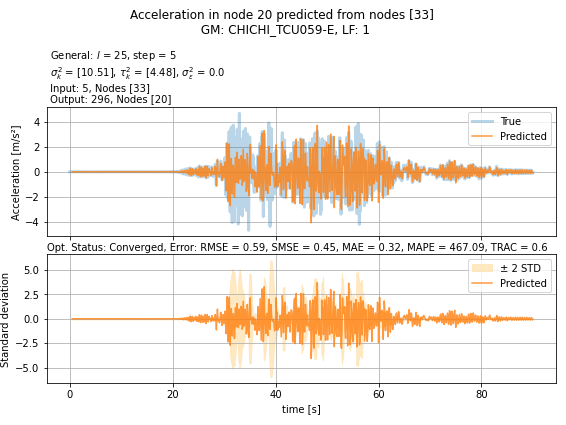 Acceleration in node 20 predicted from nodes [33]
GM: CHICHI_TCU059-E, LF: 1
General: l = 25, step = 5
σ²ₖ = [10.51], τ²ₖ = [4.48], σ²ε = 0.0
Input: 5, Nodes [33]
Output: 296, Nodes [20]
Acceleration [m/s²]
4
2
0
−2
−4
True
Predicted
Opt. Status: Converged, Error: RMSE = 0.59, SMSE = 0.45, MAE = 0.32, MAPE = 467.09, TRAC = 0.6
Standard deviation
5.0
2.5
0.0
−2.5
−5.0
± 2 STD
Predicted
0 20 40 60 80
time [s]